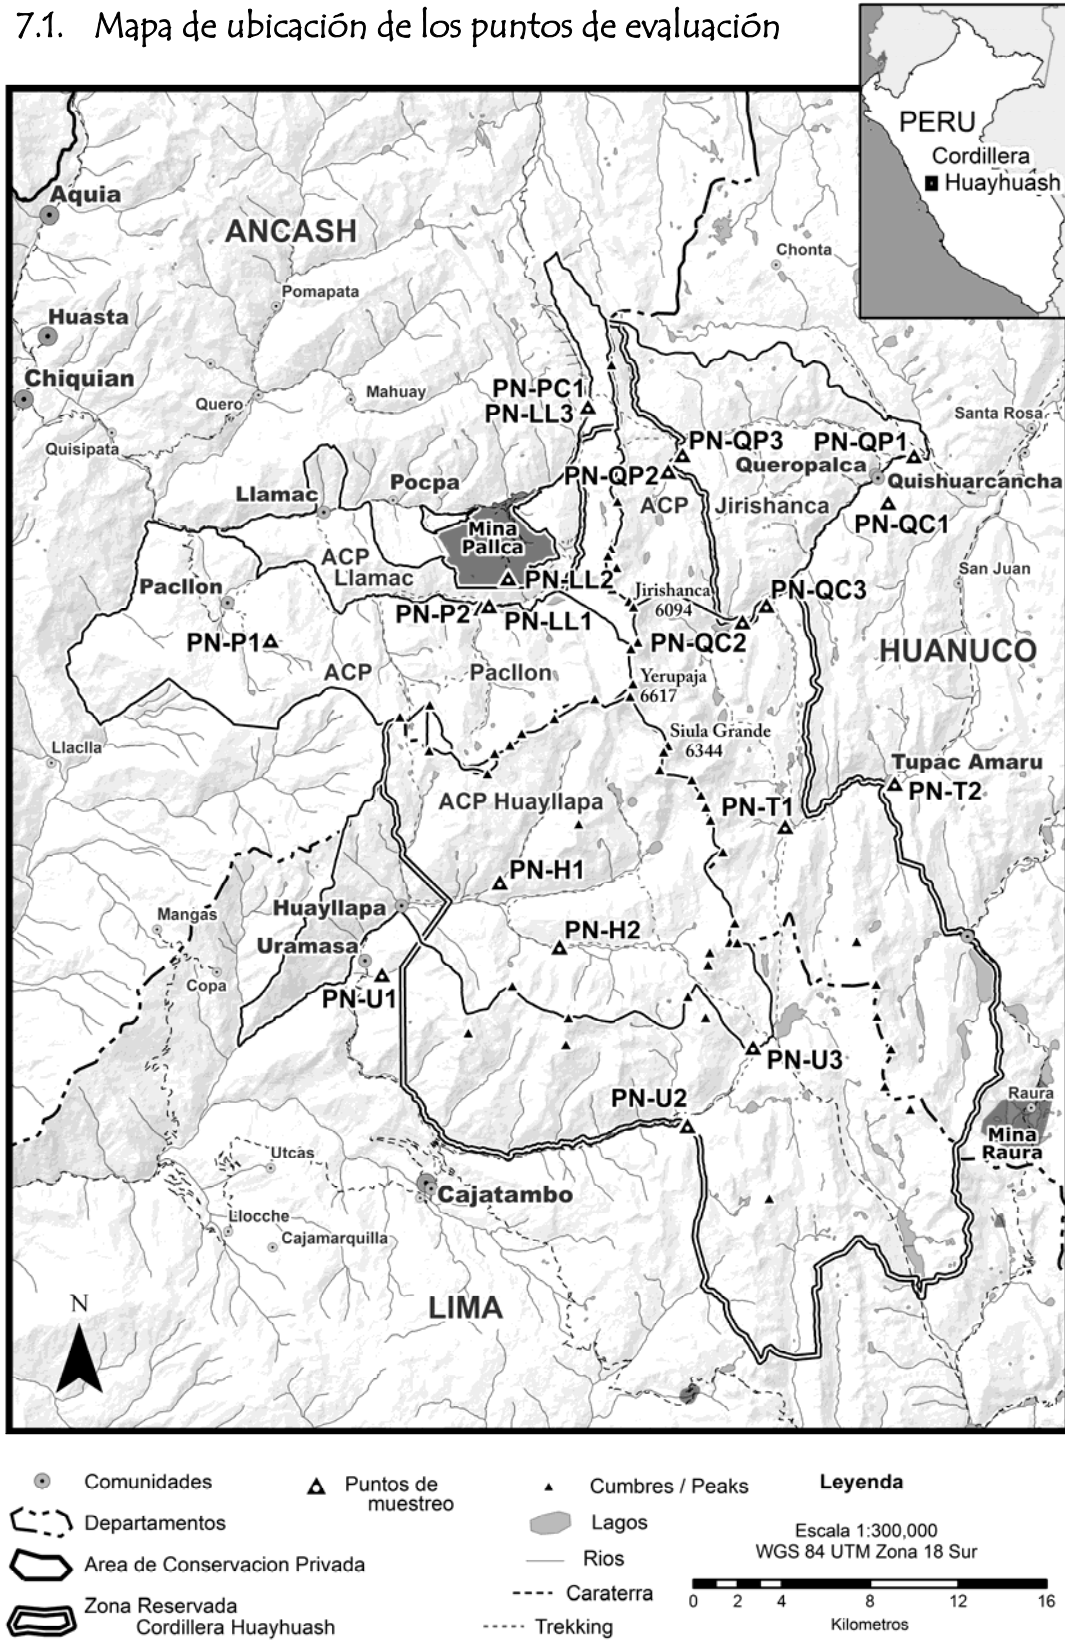 7.1. Mapa de ubicación de los puntos de evaluación
PERU
Cordillera
Huayhuash
Aquia
ANCASH
Chonta
Pomapata
Huasta
Chiquian
Mahuay
Quero
PN-PC1
PN-LL3
Santa Rosa
Quisipata
PN-QP3
PN-QP1
Queropalca
PN-QP2
Quishuarcancha
Pocpa
Llamac
ACP
Jirishanca
PN-QC1
Mina
Pallca
ACP
Llamac
San Juan
Pacllon
PN-LL2
Jirishanca
6094
PN-QC3
PN-P2
PN-LL1
PN-P1
PN-QC2
HUANUCO
ACP
Pacllon
Yerupaja
6617
Siula Grande
6344
Llaclla
Tupac Amaru
PN-T2
ACP Huayllapa
PN-T1
PN-H1
Huayllapa
Mangas
PN-H2
Uramasa
Copa
PN-U1
PN-U3
PN-U2
Raura
Mina
Raura
Utcas
Cajatambo
Llocche
Cajamarquilla
LIMA
N
Comunidades
Puntos de
muestreo
Cumbres / Peaks
Leyenda
Departamentos
Lagos
Escala 1:300,000
WGS 84 UTM Zona 18 Sur
Area de Conservacion Privada
Rios
Caraterra
0 2 4 8 12 16
Kilometros
Zona Reservada
Cordillera Huayhuash
Trekking